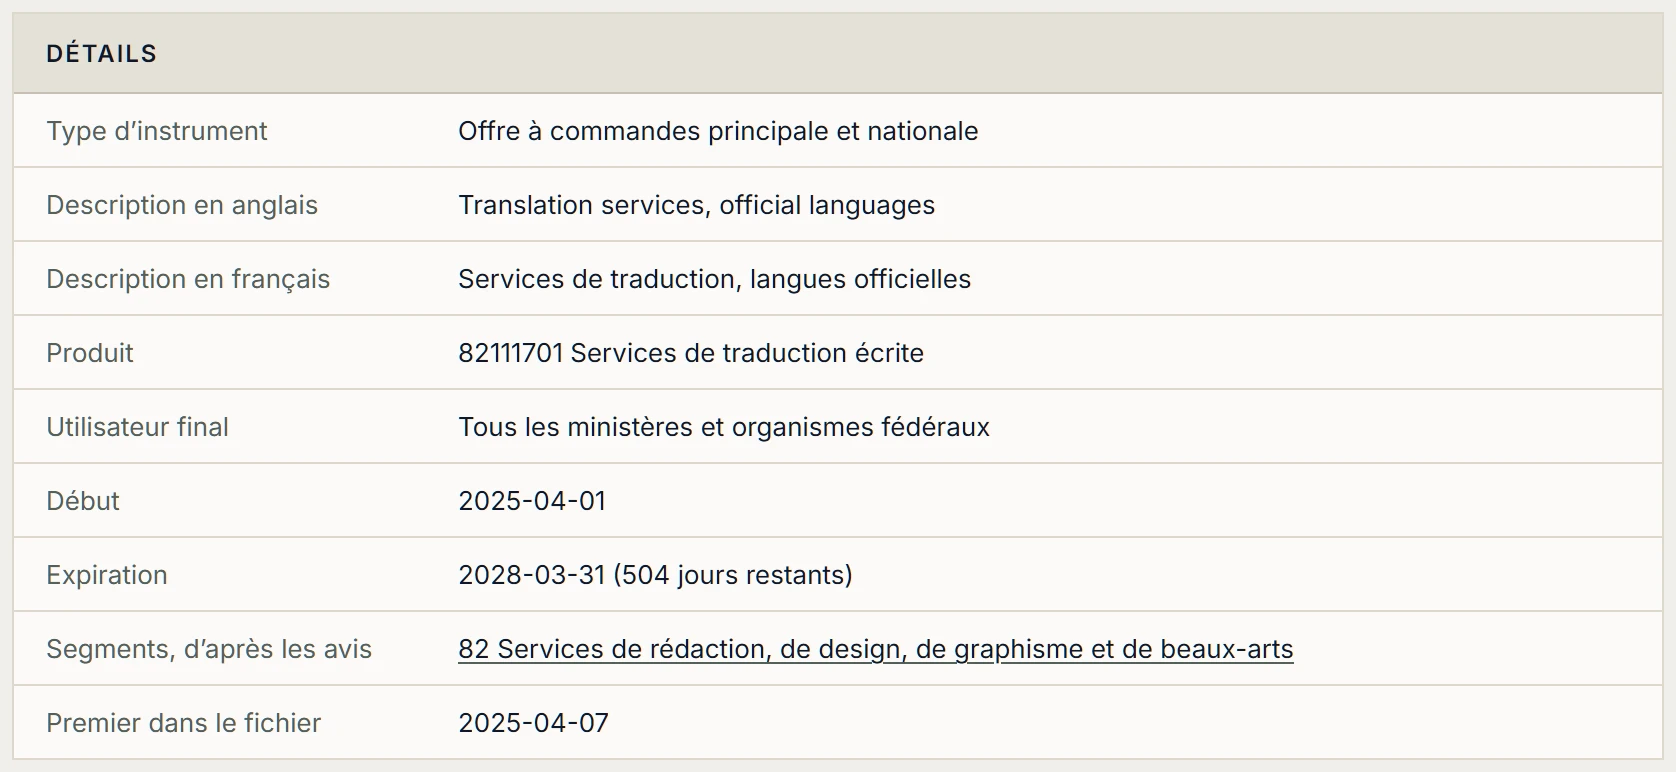 DÉTAILS
Type d’instrument Offre à commandes principale et nationale
Description en anglais Translation services, official languages
Description en français Services de traduction, langues officielles
Produit 82111701 Services de traduction écrite
Utilisateur final Tous les ministères et organismes fédéraux
Début 2025-04-01
Expiration 2028-03-31 (504 jours restants)
Segments, d’après les avis 82 Services de rédaction, de design, de graphisme et de beaux-arts
Premier dans le fichier 2025-04-07